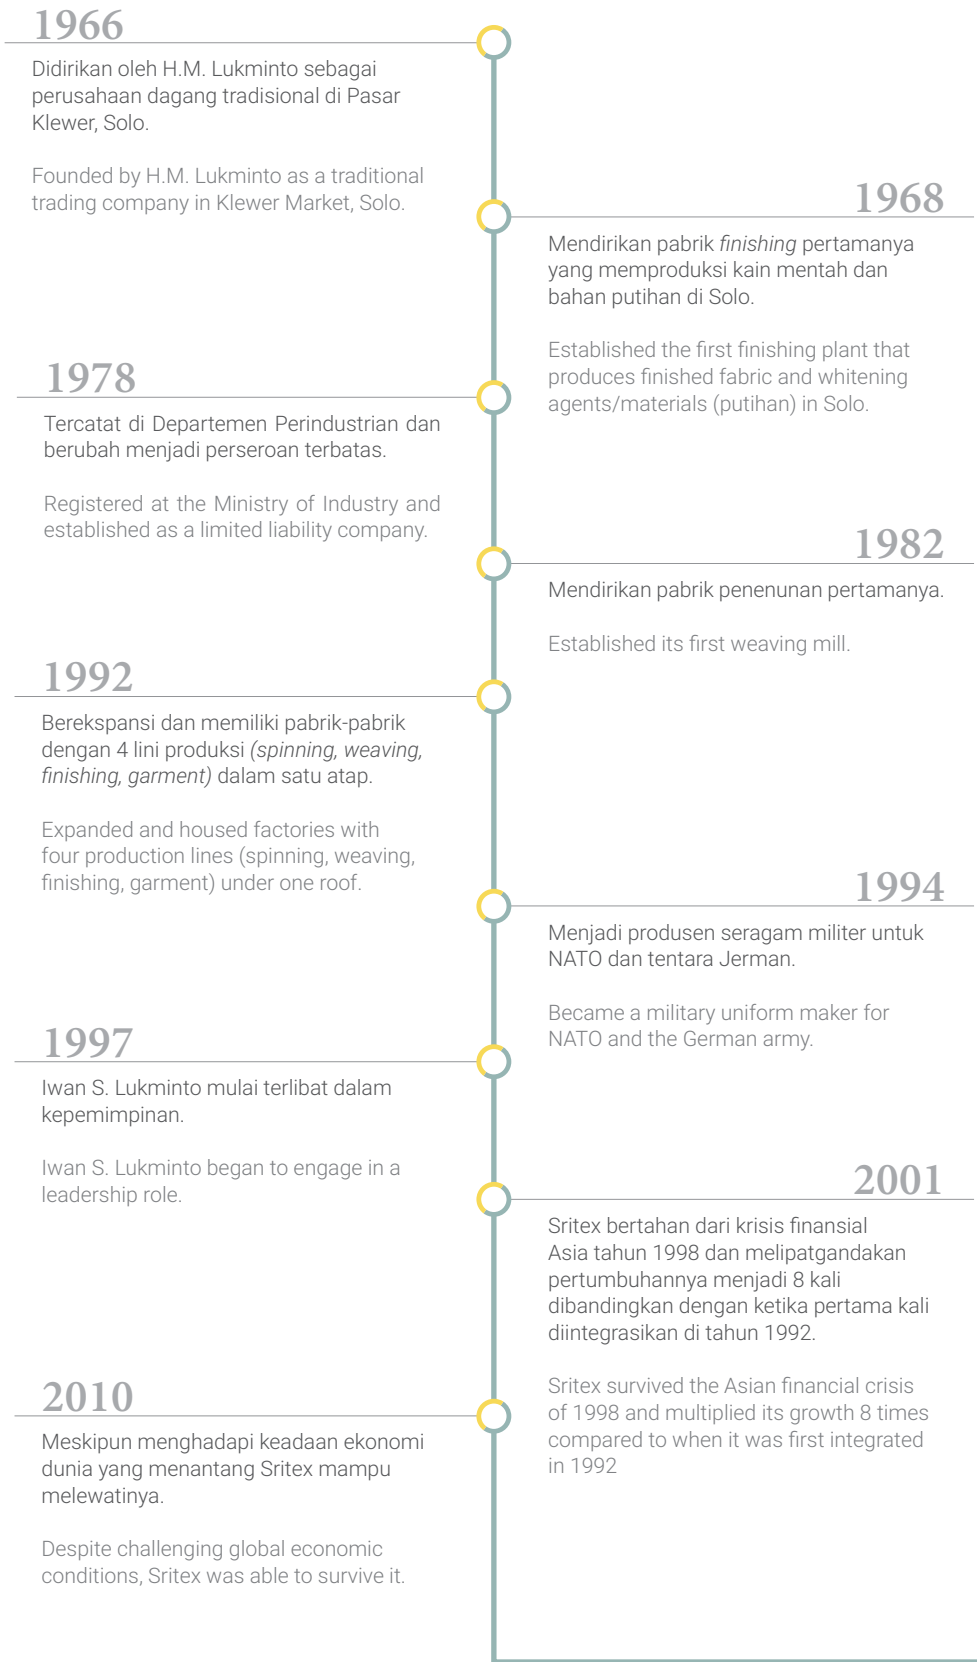 1966
Didirikan oleh H.M. Lukminto sebagai
perusahaan dagang tradisional di Pasar
Klewer, Solo.
Founded by H.M. Lukminto as a traditional
trading company in Klewer Market, Solo.
1968
Mendirikan pabrik finishing pertamanya
yang memproduksi kain mentah dan
bahan putihan di Solo.
Established the first finishing plant that
produces finished fabric and whitening
agents/materials (putihan) in Solo.
1978
Tercatat di Departemen Perindustrian dan
berubah menjadi perseroan terbatas.
Registered at the Ministry of Industry and
established as a limited liability company.
1982
Mendirikan pabrik penenunan pertamanya.
Established its first weaving mill.
1992
Berekspansi dan memiliki pabrik-pabrik
dengan 4 lini produksi (spinning, weaving,
finishing, garment) dalam satu atap.
Expanded and housed factories with
four production lines (spinning, weaving,
finishing, garment) under one roof.
1994
Menjadi produsen seragam militer untuk
NATO dan tentara Jerman.
Became a military uniform maker for
NATO and the German army.
1997
Iwan S. Lukminto mulai terlibat dalam
kepemimpinan.
Iwan S. Lukminto began to engage in a
leadership role.
2001
Sritex bertahan dari krisis finansial
Asia tahun 1998 dan melipatgandakan
pertumbuhannya menjadi 8 kali
dibandingkan dengan ketika pertama kali
diintegrasikan di tahun 1992.
Sritex survived the Asian financial crisis
of 1998 and multiplied its growth 8 times
compared to when it was first integrated
in 1992
2010
Meskipun menghadapi keadaan ekonomi
dunia yang menantang Sritex mampu
melewatinya.
Despite challenging global economic
conditions, Sritex was able to survive it.